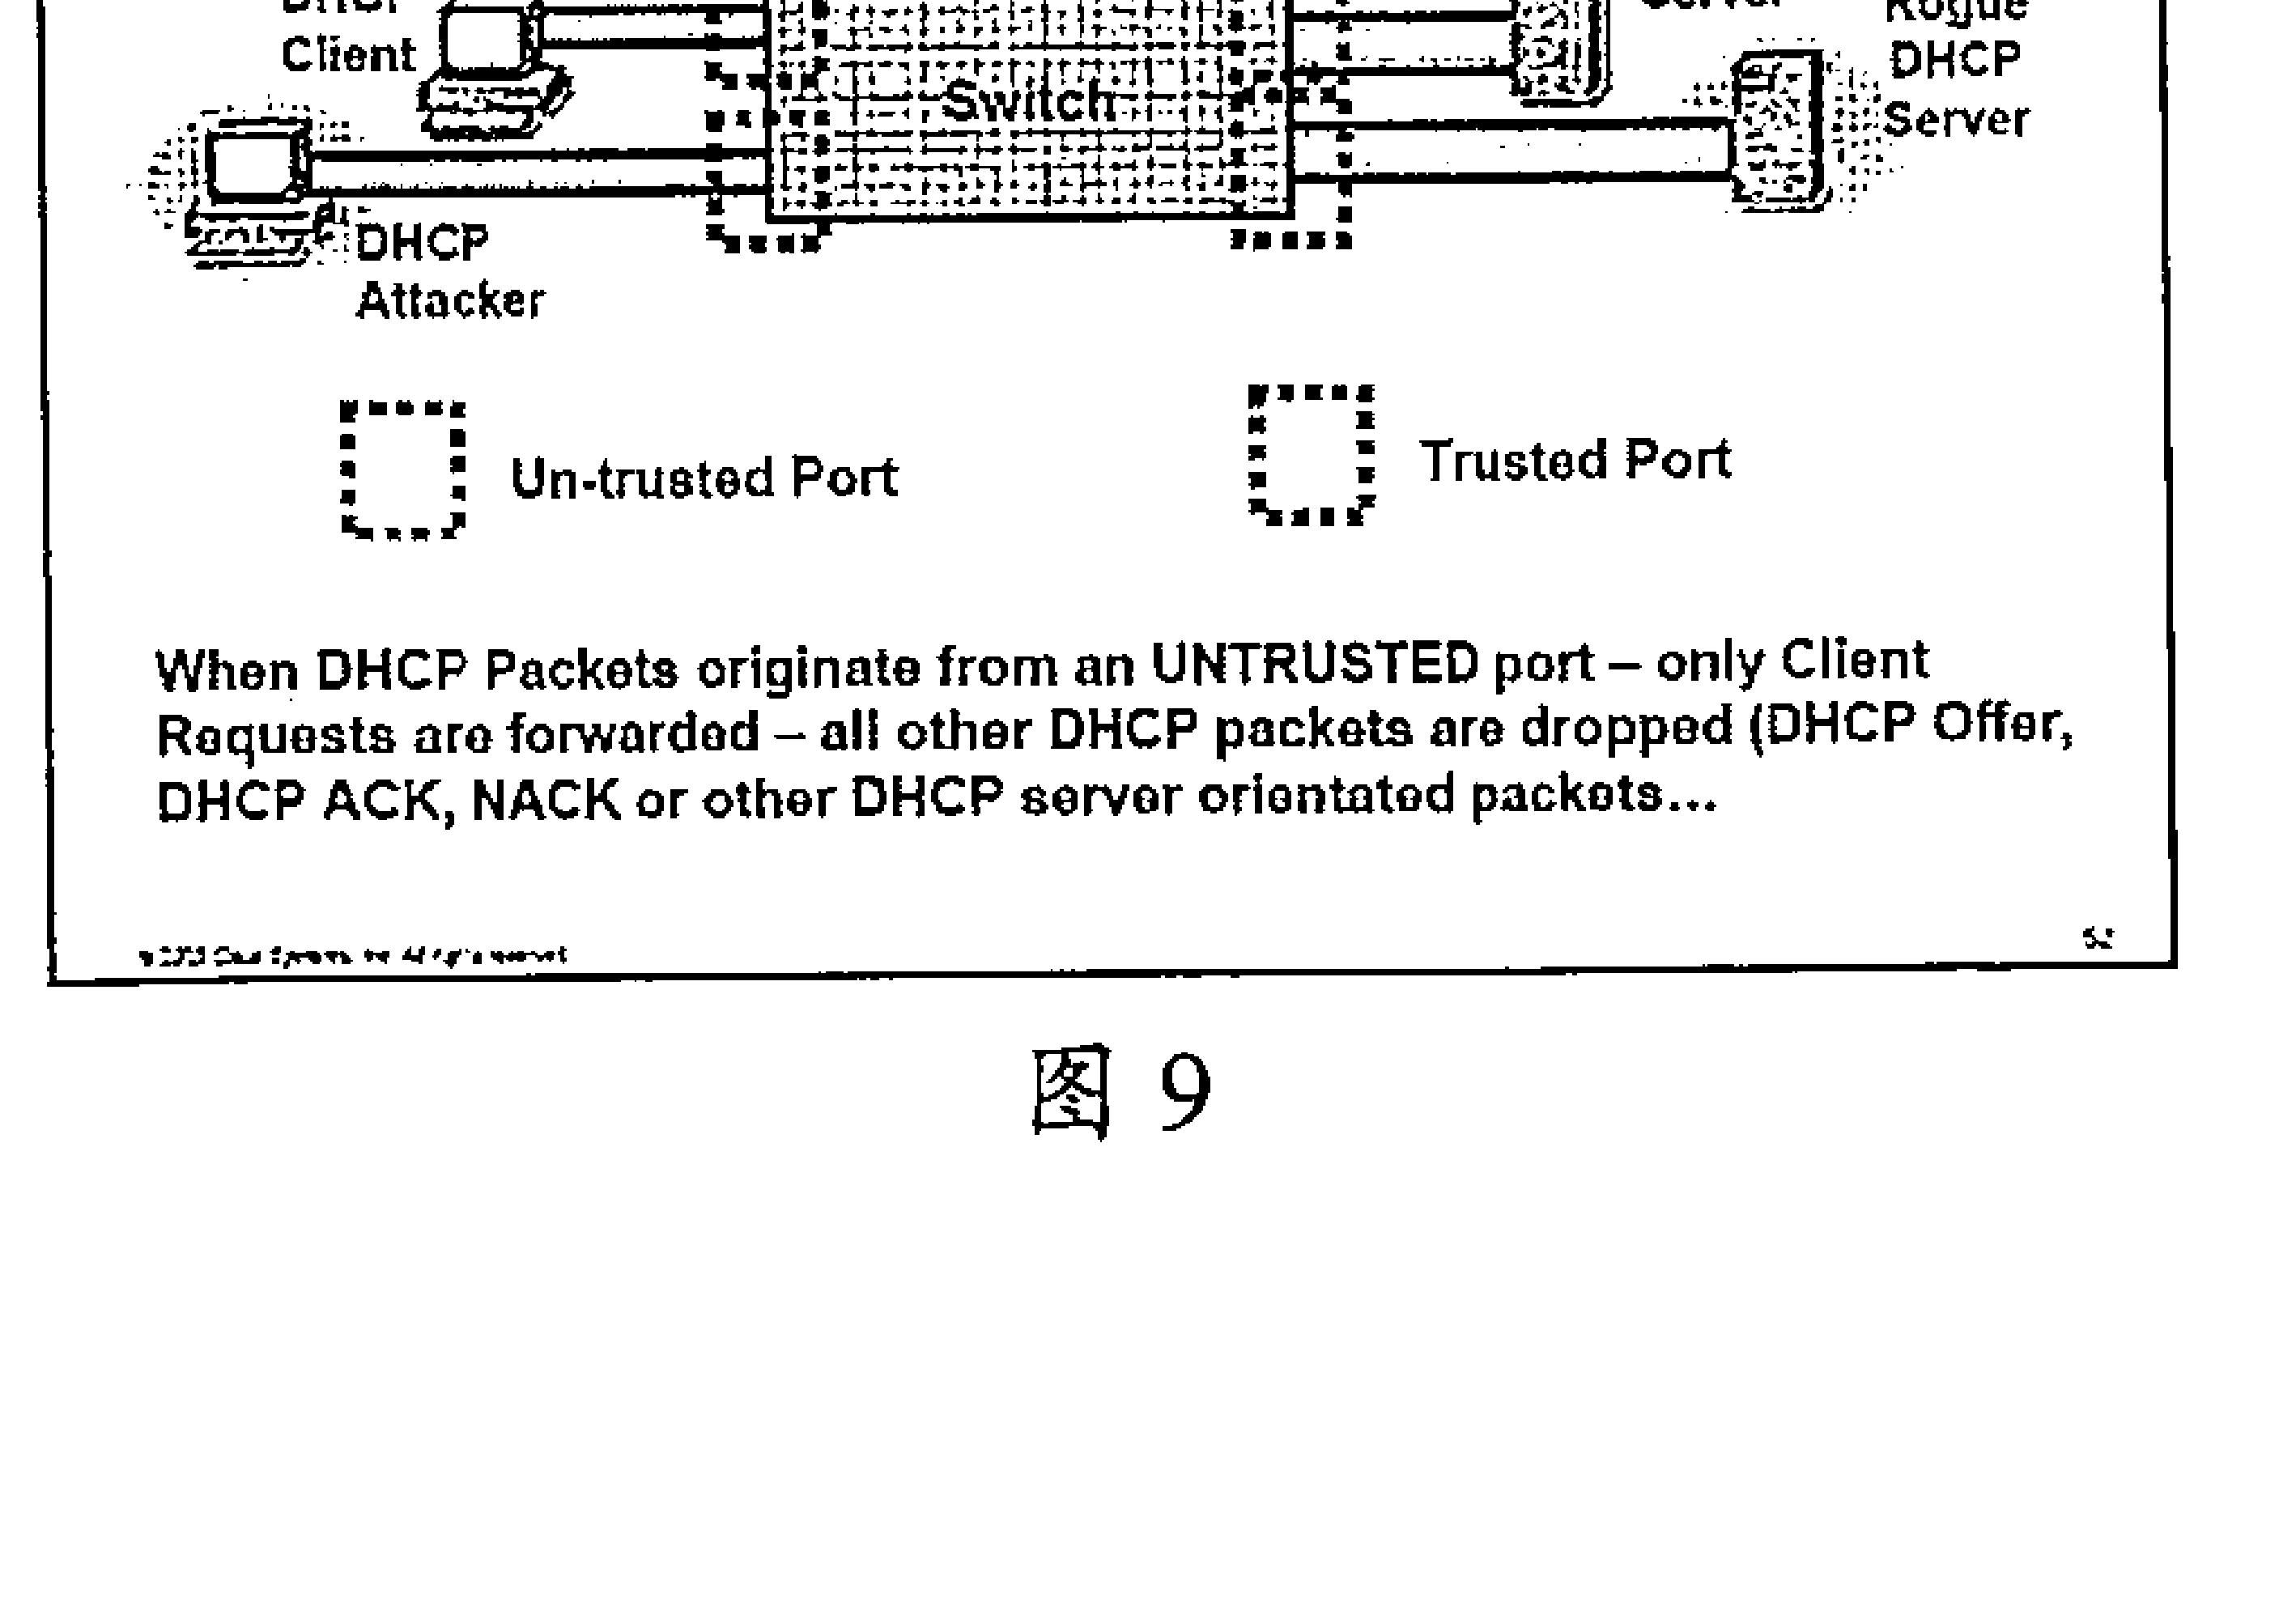 DHCP
Client
Switch
Server
Rogue
DHCP
Server
DHCP
Attacker
Un-trusted Port
Trusted Port
When DHCP Packets originate from an UNTRUSTED port – only Client
Requests are forwarded – all other DHCP packets are dropped (DHCP Offer,
DHCP ACK, NACK or other DHCP server orientated packets...
图 9